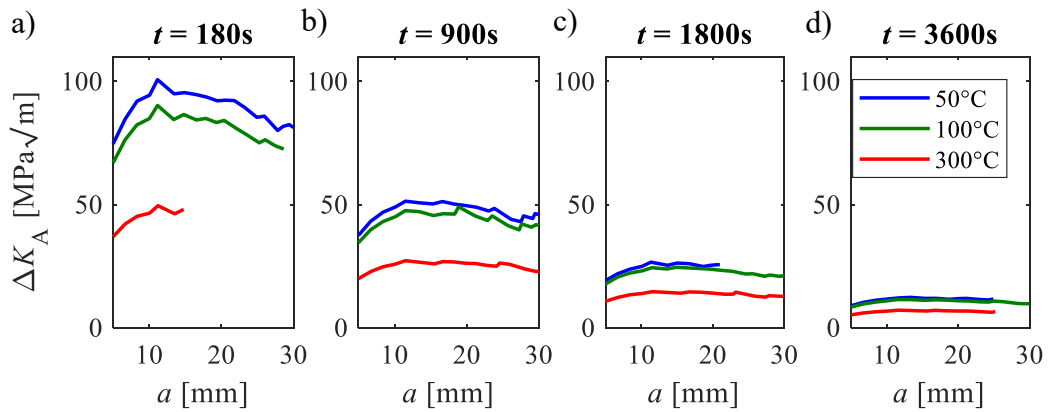 a) t = 180s
b) t = 900s
c) t = 1800s
d) t = 3600s
ΔK_A [MPa√m]
100
50
0
10 20 30
a [mm]
100
50
0
10 20 30
a [mm]
100
50
0
10 20 30
a [mm]
100
50
0
10 20 30
a [mm]
50°C
100°C
300°C